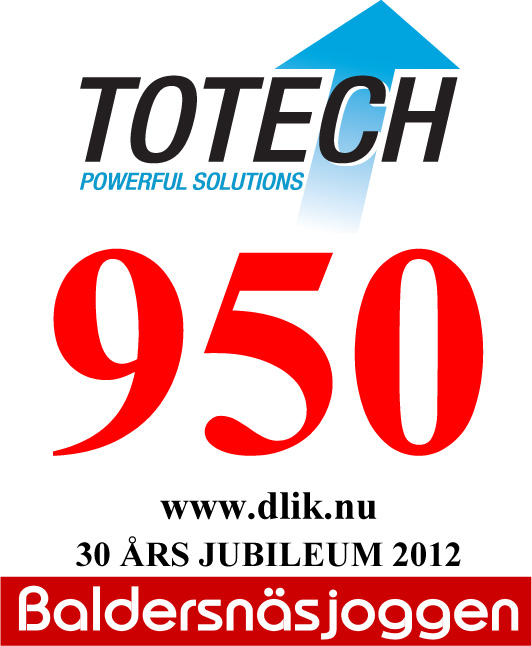 TOTECH
POWERFUL SOLUTIONS
950
www.dlik.nu
30 ÅRS JUBILEUM 2012
Baldersnäsjoggen